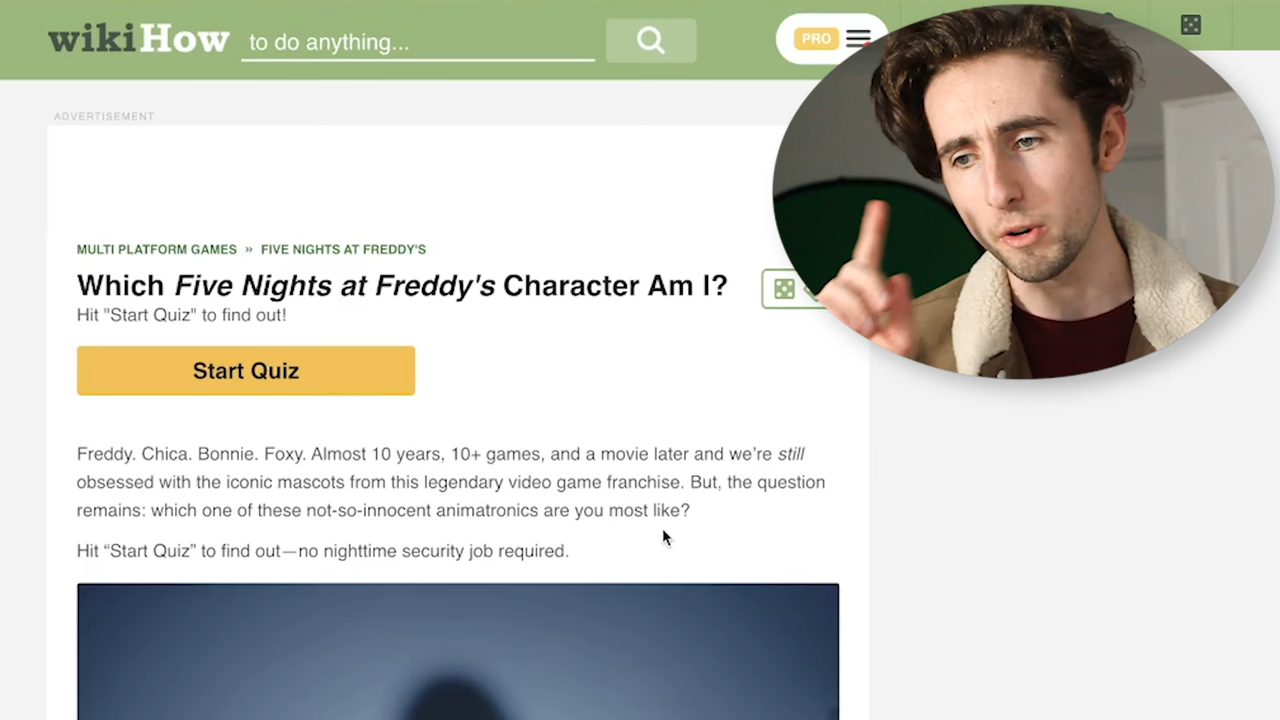 wikiHow to do anything... PRO
ADVERTISEMENT
MULTI PLATFORM GAMES » FIVE NIGHTS AT FREDDY'S
Which Five Nights at Freddy's Character Am I?
Hit "Start Quiz" to find out!
Start Quiz
Freddy. Chica. Bonnie. Foxy. Almost 10 years, 10+ games, and a movie later and we’re still
obsessed with the iconic mascots from this legendary video game franchise. But, the question
remains: which one of these not-so-innocent animatronics are you most like?
Hit “Start Quiz” to find out—no nighttime security job required.